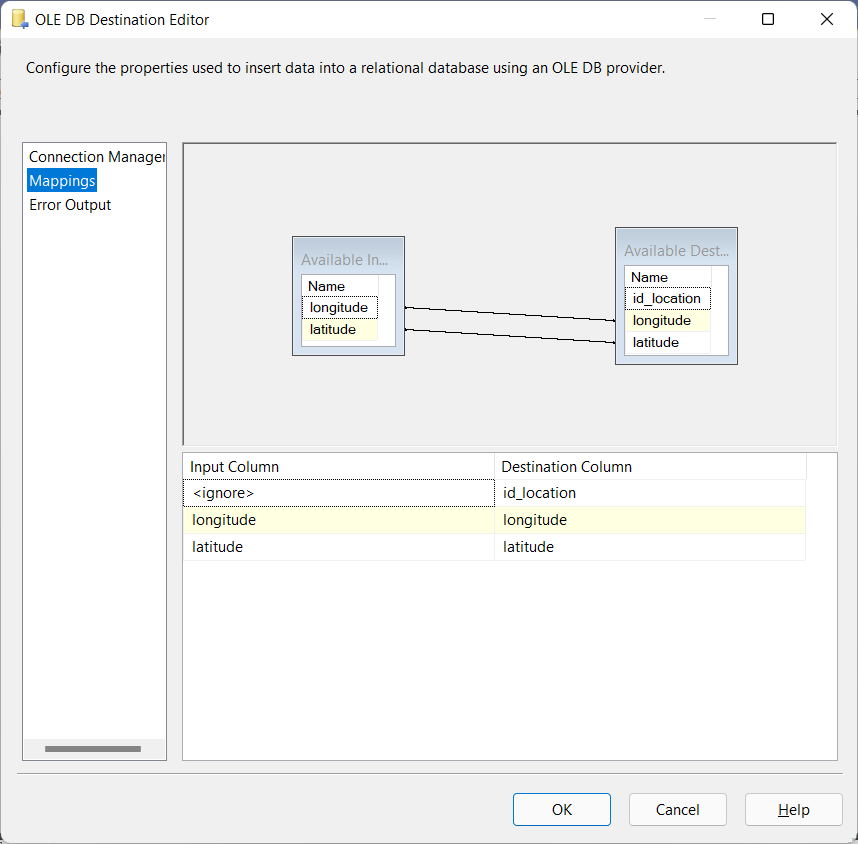 OLE DB Destination Editor
Configure the properties used to insert data into a relational database using an OLE DB provider.
Connection Manager
Mappings
Error Output
Available In...
Name
longitude
latitude
Available Dest...
Name
id_location
longitude
latitude
Input Column Destination Column
<ignore> id_location
longitude longitude
latitude latitude
OK Cancel Help